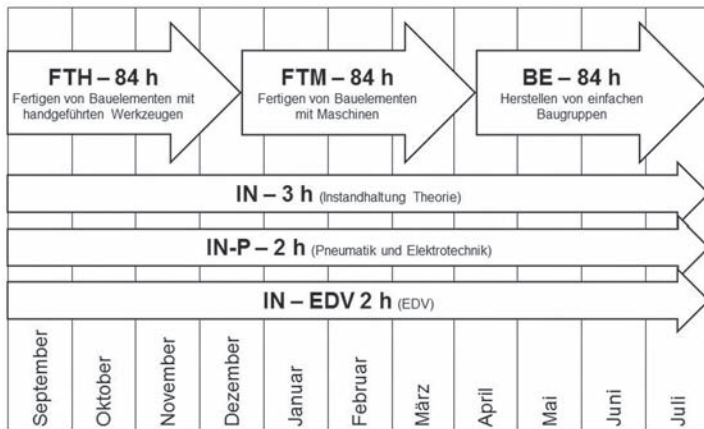 FTH – 84 h
Fertigen von Bauelementen mit
handgeführten Werkzeugen
FTM – 84 h
Fertigen von Bauelementen
mit Maschinen
BE – 84 h
Herstellen von einfachen
Baugruppen
IN – 3 h (Instandhaltung Theorie)
IN-P – 2 h (Pneumatik und Elektrotechnik)
IN – EDV 2 h (EDV)
September
Oktober
November
Dezember
Januar
Februar
März
April
Mai
Juni
Juli